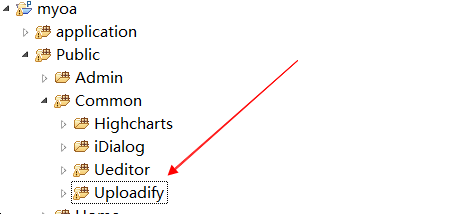 myoa
application
Public
Admin
Common
Highcharts
iDialog
Ueditor
Uploadify